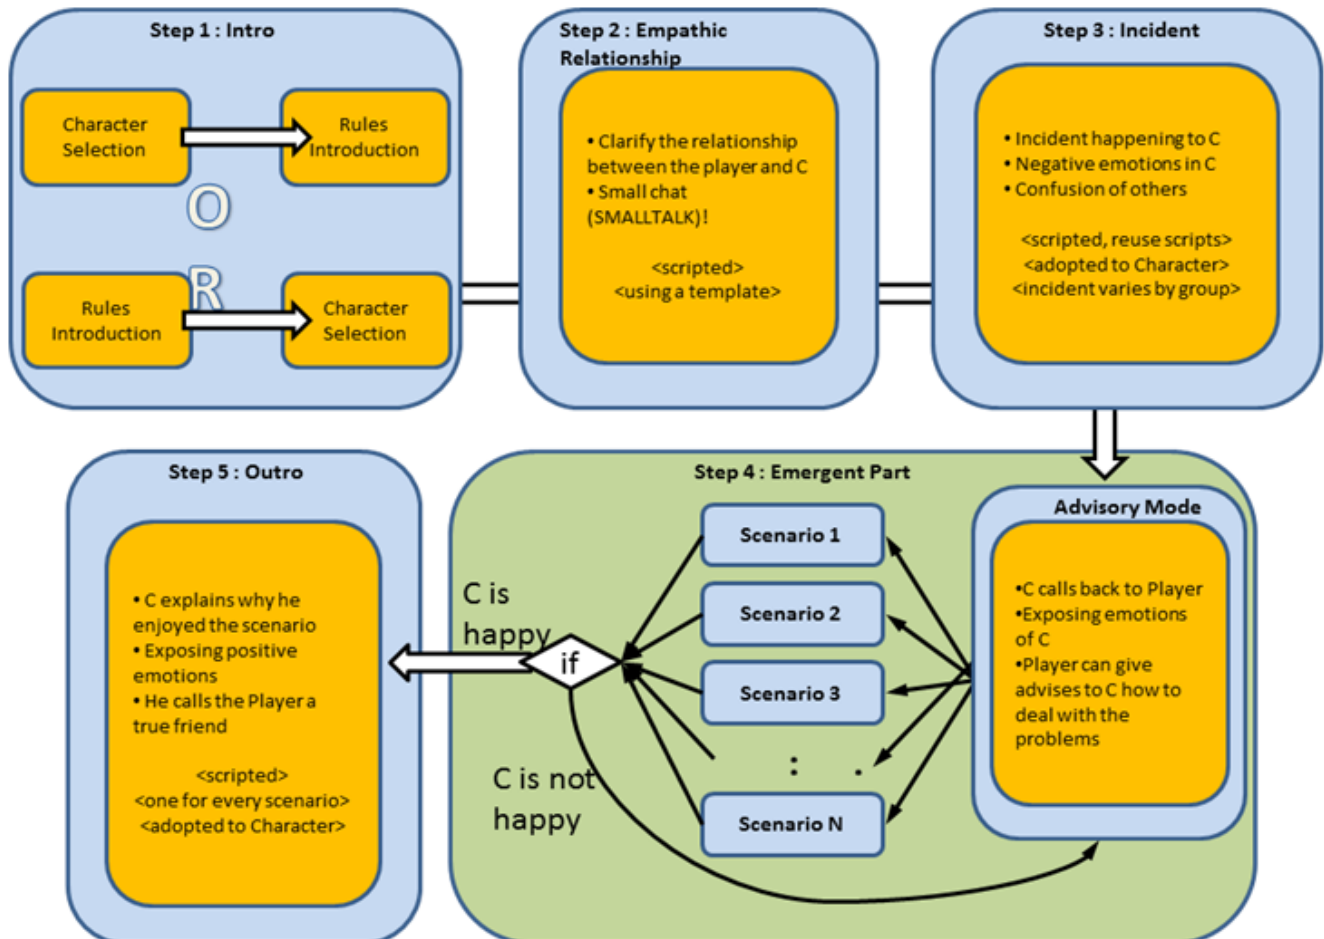 Step 1 : Intro
Character
Selection
Rules
Introduction
O
R
Rules
Introduction
Character
Selection
Step 2 : Empathic
Relationship
• Clarify the relationship
between the player and C
• Small chat
(SMALLTALK)!
<scripted>
<using a template>
Step 3 : Incident
• Incident happening to C
• Negative emotions in C
• Confusion of others
<scripted, reuse scripts>
<adopted to Character>
<incident varies by group>
Step 4 : Emergent Part
Advisory Mode
•C calls back to Player
•Exposing emotions
of C
•Player can give
advises to C how to
deal with the
problems
Scenario 1
Scenario 2
Scenario 3
: .
Scenario N
C is
happy
if
C is not
happy
Step 5 : Outro
• C explains why he
enjoyed the scenario
• Exposing positive
emotions
• He calls the Player a
true friend
<scripted>
<one for every scenario>
<adopted to Character>